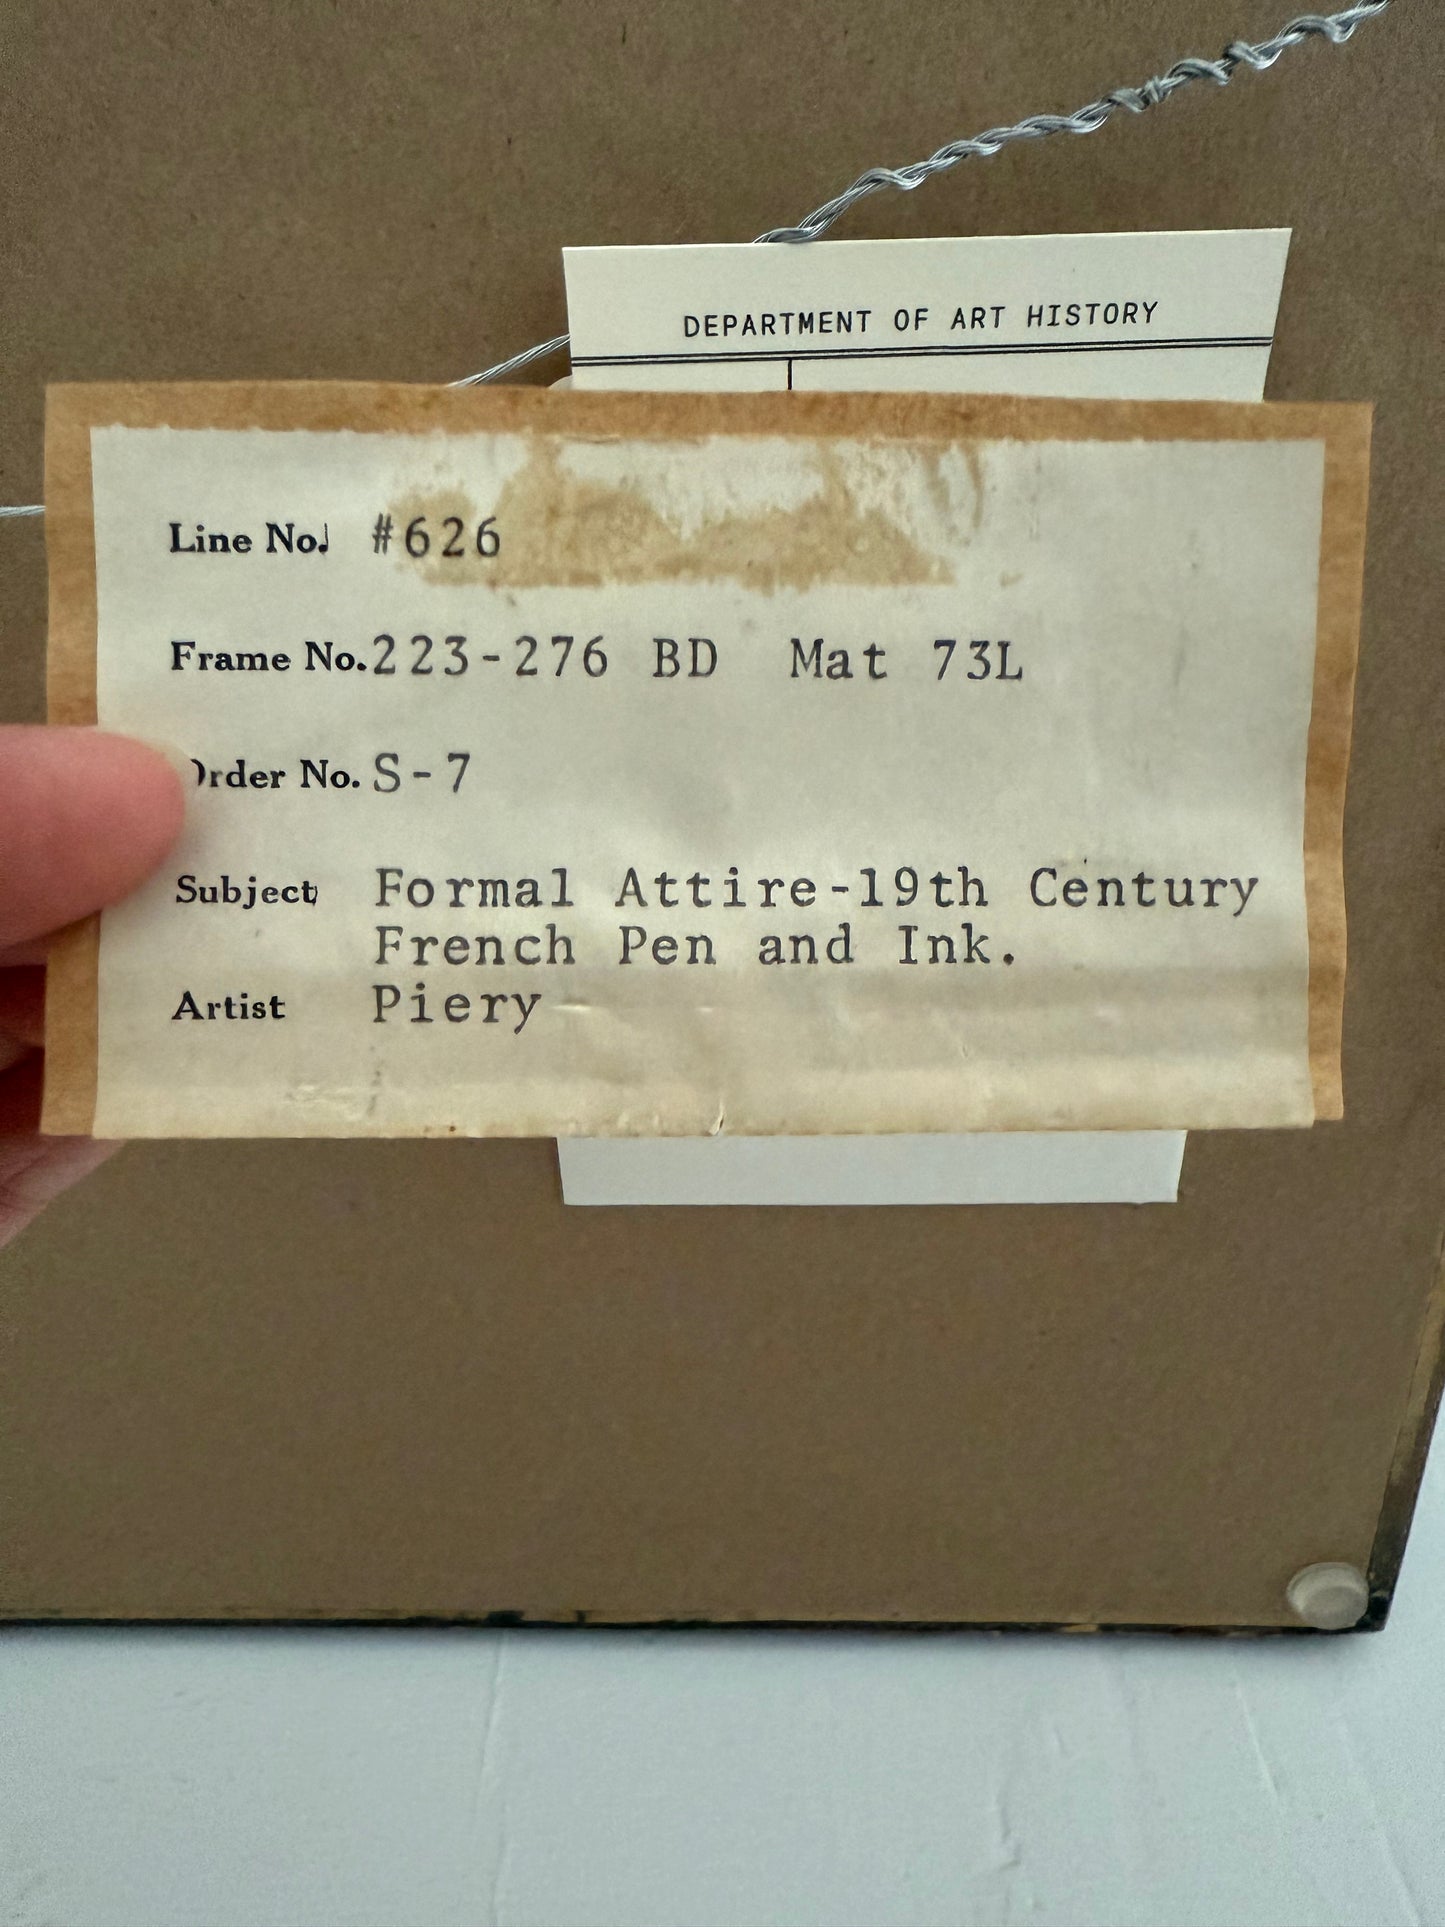 DEPARTMENT OF ART HISTORY
Line No. #626
Frame No. 223-276 BD Mat 73L
Order No. S-7
Subject Formal Attire-19th Century
French Pen and Ink.
Artist Piery